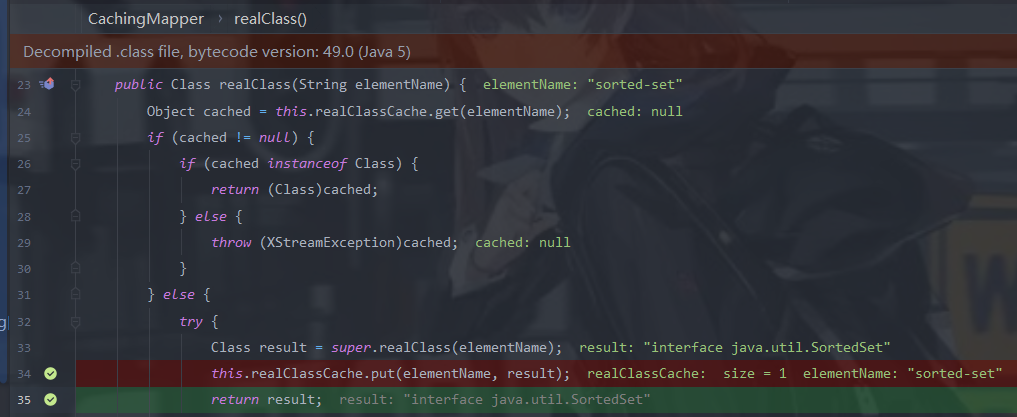 CachingMapper › realClass()
Decompiled .class file, bytecode version: 49.0 (Java 5)
23 public Class realClass(String elementName) { elementName: "sorted-set"
24 Object cached = this.realClassCache.get(elementName); cached: null
25 if (cached != null) {
26 if (cached instanceof Class) {
27 return (Class)cached;
28 } else {
29 throw (XStreamException)cached; cached: null
30 }
31 } else {
32 try {
33 Class result = super.realClass(elementName); result: "interface java.util.SortedSet"
34 this.realClassCache.put(elementName, result); realClassCache: size = 1 elementName: "sorted-set"
35 return result; result: "interface java.util.SortedSet"